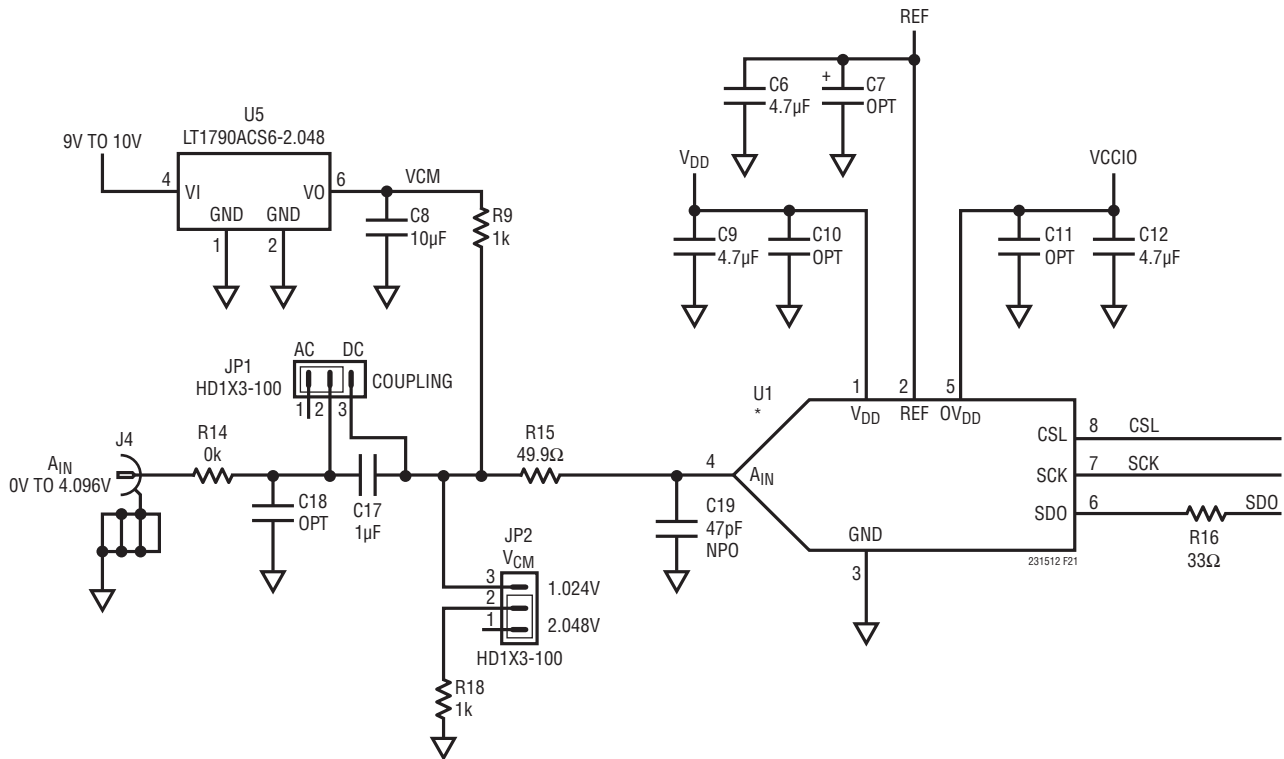 REF
C6
4.7µF
+
C7
OPT
U5
LT1790ACS6-2.048
9V TO 10V
4
VI
VO
6
VCM
GND
GND
1
2
C8
10µF
R9
1k
VDD
C9
4.7µF
C10
OPT
VCCIO
C11
OPT
C12
4.7µF
AC
DC
JP1
HD1X3-100
COUPLING
1
2
3
U1
*
1
2
5
VDD
REF
OVDD
J4
AIN
0V TO 4.096V
R14
0k
C18
OPT
C17
1µF
R15
49.9Ω
4
AIN
C19
47pF
NPO
GND
3
CSL
8
CSL
SCK
7
SCK
SDO
6
SDO
R16
33Ω
231512 F21
JP2
VCM
3
1.024V
2
1
2.048V
HD1X3-100
R18
1k